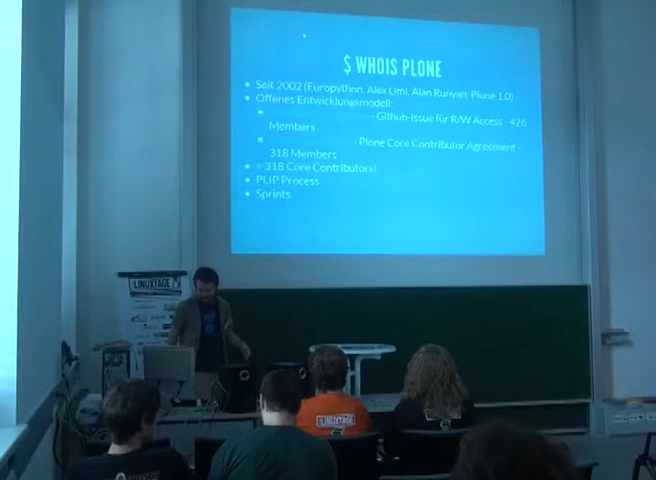 $ WHOIS PLONE
Seit 2002 (Europython, Alex Limi, Alan Runyan: Plone 1.0)
Offenes Entwicklungsmodell:
- Github-Issue für R/W Access - 426
Members
- Plone Core Contributor Agreement -
318 Members
= 318 Core Contributors!
PLIP Process
Sprints
LINUXTAGE
LINUXTAGE